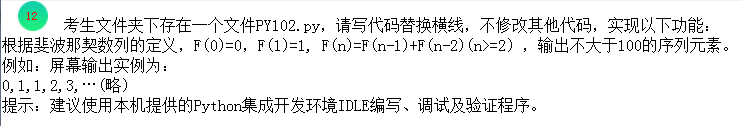 12 考生文件夹下存在一个文件PY102.py，请写代码替换横线，不修改其他代码，实现以下功能：
根据斐波那契数列的定义，F(0)=0，F(1)=1, F(n)=F(n-1)+F(n-2)(n>=2) ，输出不大于100的序列元素。
例如：屏幕输出实例为：
0,1,1,2,3,…(略)
提示：建议使用本机提供的Python集成开发环境IDLE编写、调试及验证程序。